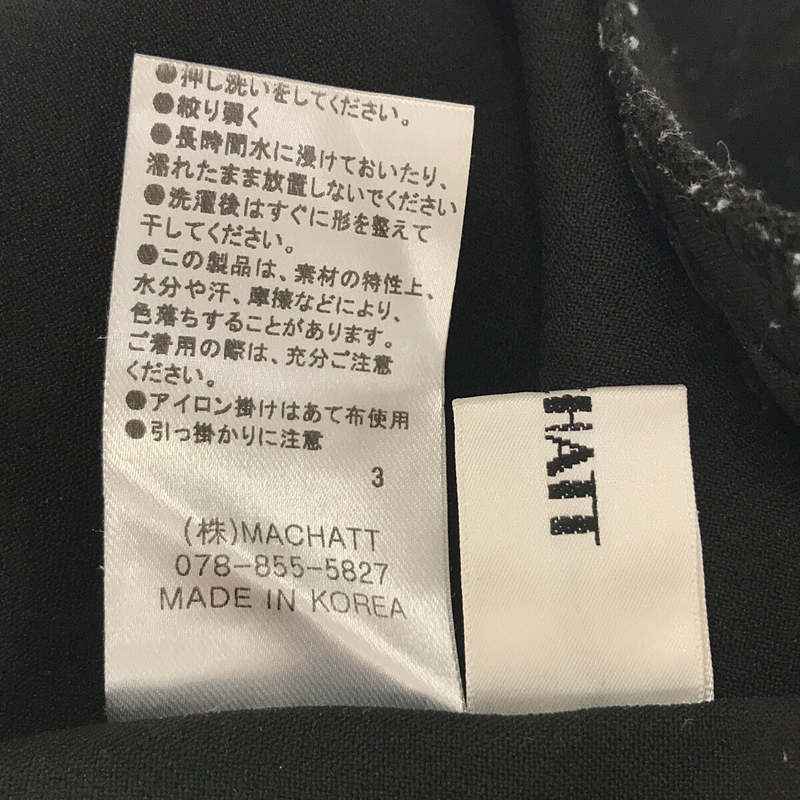 ●押し洗いをしてください。
●絞り弱く
●長時間水に浸けておいたり、
濡れたまま放置しないでください
●洗濯後はすぐに形を整えて
干してください。
●この製品は、素材の特性上、
水分や汗、摩擦などにより、
色落ちすることがあります。
ご着用の際は、充分ご注意
ください。
●アイロン掛けはあて布使用
●引っ掛かりに注意
3
(株)MACHATT
078-855-5827
MADE IN KOREA
HATT